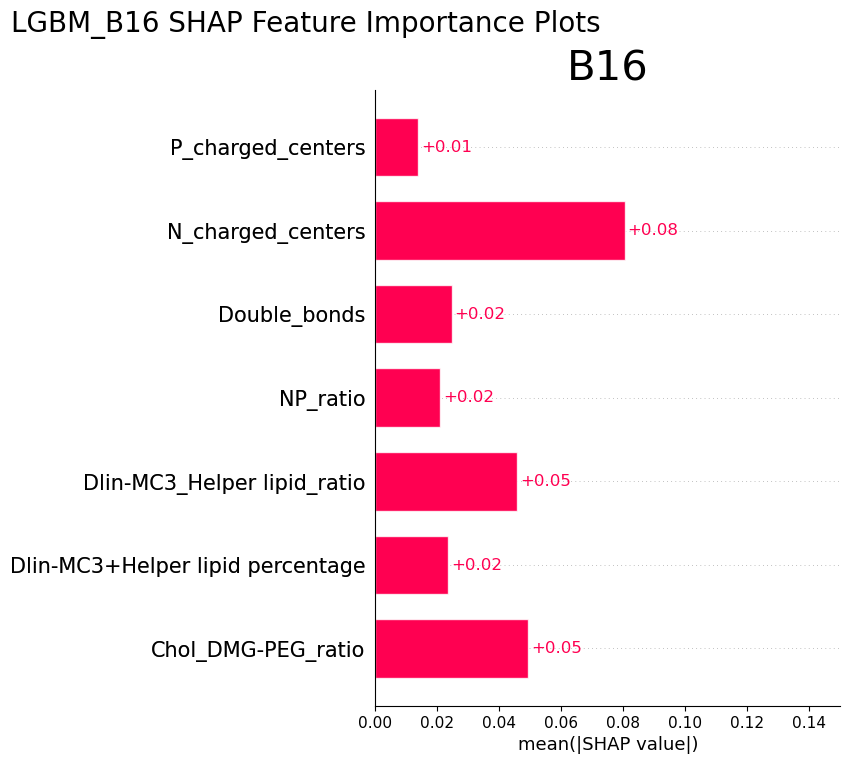 LGBM_B16 SHAP Feature Importance Plots
B16
P_charged_centers
+0.01
N_charged_centers
+0.08
Double_bonds
+0.02
NP_ratio
+0.02
Dlin-MC3_Helper lipid_ratio
+0.05
Dlin-MC3+Helper lipid percentage
+0.02
Chol_DMG-PEG_ratio
+0.05
0.00 0.02 0.04 0.06 0.08 0.10 0.12 0.14
mean(|SHAP value|)